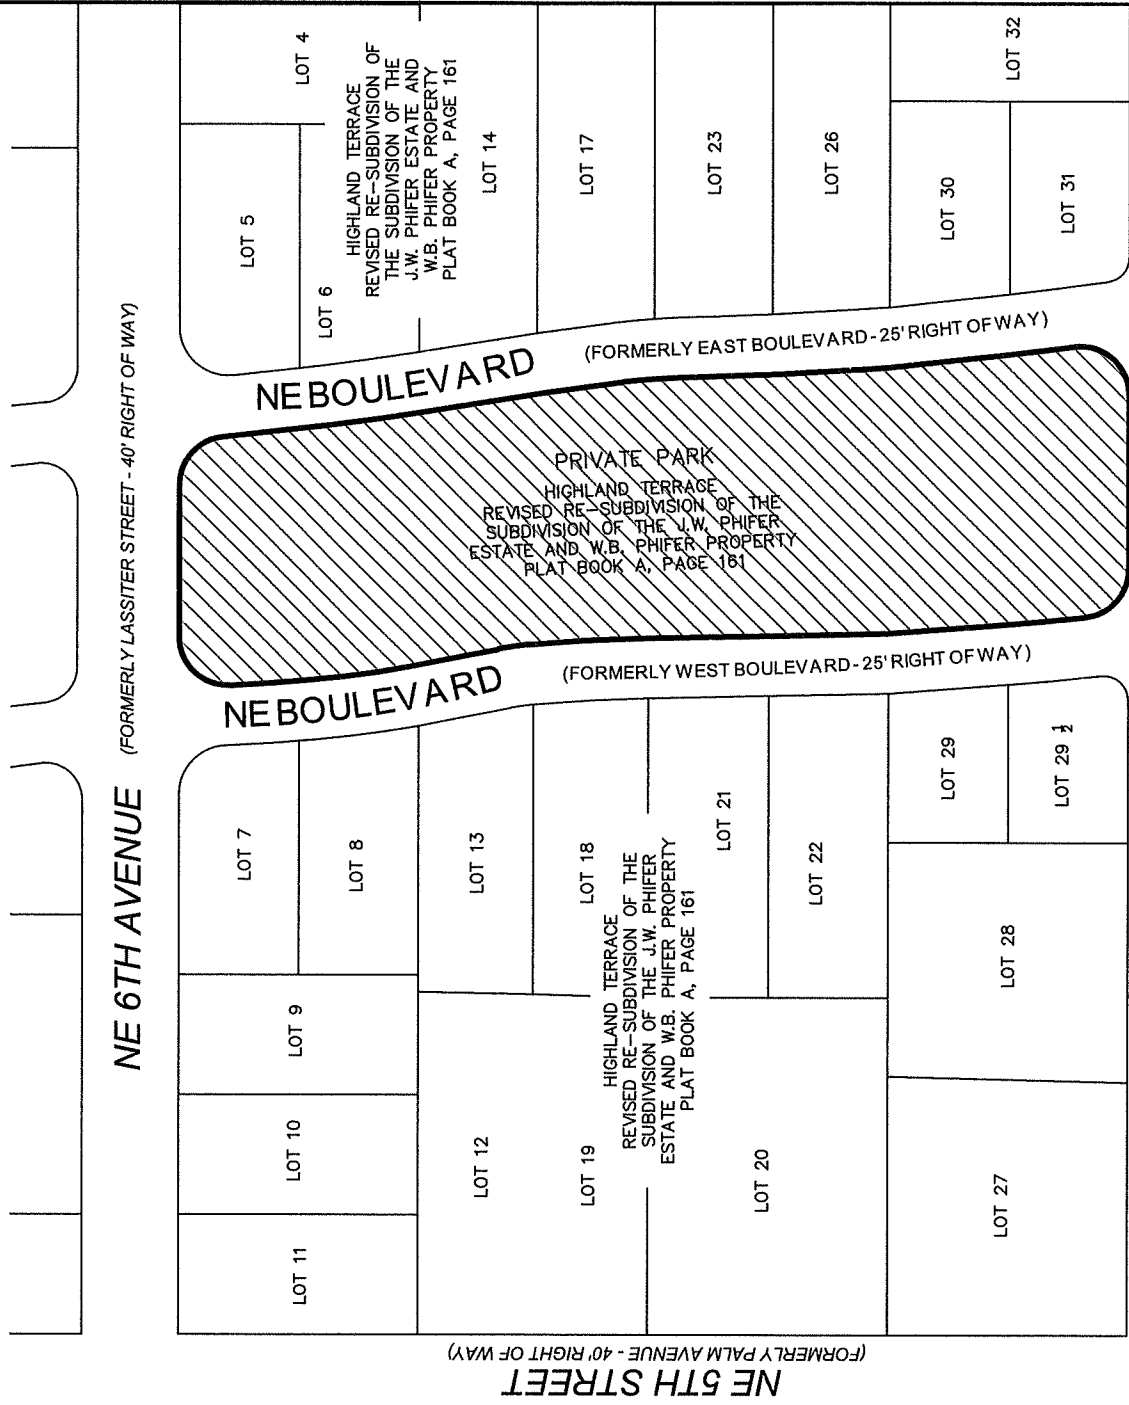 NE 6TH AVENUE (FORMERLY LASSITER STREET - 40' RIGHT OF WAY)
LOT 4
LOT 5
LOT 6
HIGHLAND TERRACE
REVISED RE-SUBDIVISION OF
THE SUBDIVISION OF THE
J.W. PHIFER ESTATE AND
W.B. PHIFER PROPERTY
PLAT BOOK A, PAGE 161
LOT 14
LOT 17
LOT 23
LOT 26
LOT 30
LOT 31
LOT 32
NE BOULEVARD
(FORMERLY EAST BOULEVARD - 25' RIGHT OF WAY)
PRIVATE PARK
HIGHLAND TERRACE
REVISED RE-SUBDIVISION OF THE
SUBDIVISION OF THE J.W. PHIFER
ESTATE AND W.B. PHIFER PROPERTY
PLAT BOOK A, PAGE 161
NE BOULEVARD
(FORMERLY WEST BOULEVARD - 25' RIGHT OF WAY)
LOT 7
LOT 8
LOT 13
LOT 18
LOT 21
LOT 22
LOT 29
LOT 29 ½
LOT 9
LOT 10
LOT 11
LOT 12
LOT 19
HIGHLAND TERRACE
REVISED RE-SUBDIVISION OF THE
SUBDIVISION OF THE J.W. PHIFER
ESTATE AND W.B. PHIFER PROPERTY
PLAT BOOK A, PAGE 161
LOT 20
LOT 28
LOT 27
(FORMERLY PALM AVENUE - 40' RIGHT OF WAY)
NE 5TH STREET